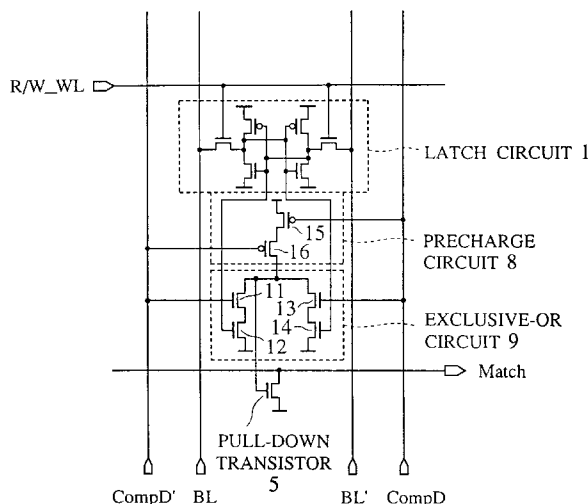 R/W_WL
LATCH CIRCUIT 1
15
16
PRECHARGE
CIRCUIT 8
11
13
14
12
EXCLUSIVE-OR
CIRCUIT 9
Match
PULL-DOWN
TRANSISTOR
5
CompD' BL BL' CompD